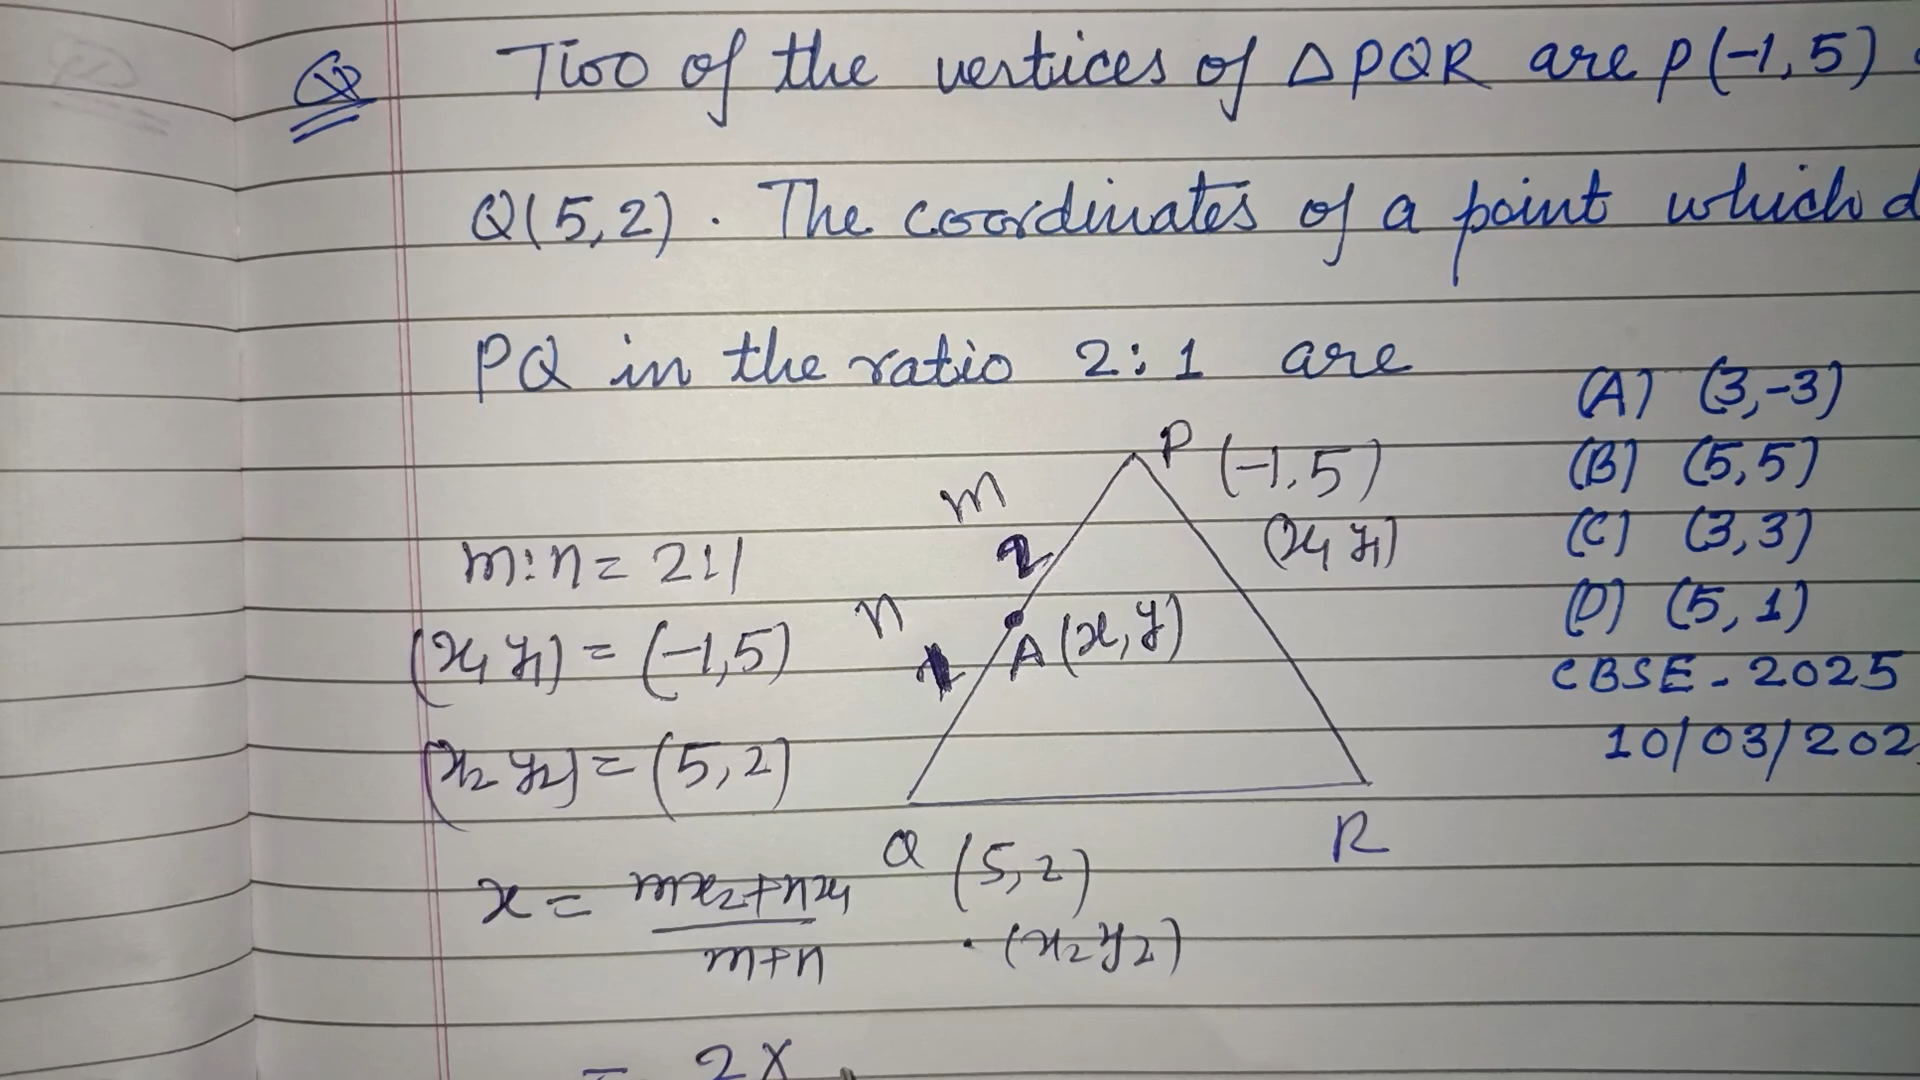 Q Two of the vertices of △PQR are P(-1,5)
Q(5,2). The coordinates of a point which d
PQ in the ratio 2:1 are
(A) (3,-3)
(B) (5,5)
(C) (3,3)
(D) (5,1)
CBSE-2025
10/03/202
P (-1,5)
(x1 y1)
m
2
n
1
A(x,y)
Q (5,2)
(x2 y2)
R
m:n=2:1
(x1 y1)=(-1,5)
(x2 y2)=(5,2)
x=mx2+nx1
m+n
= 2X